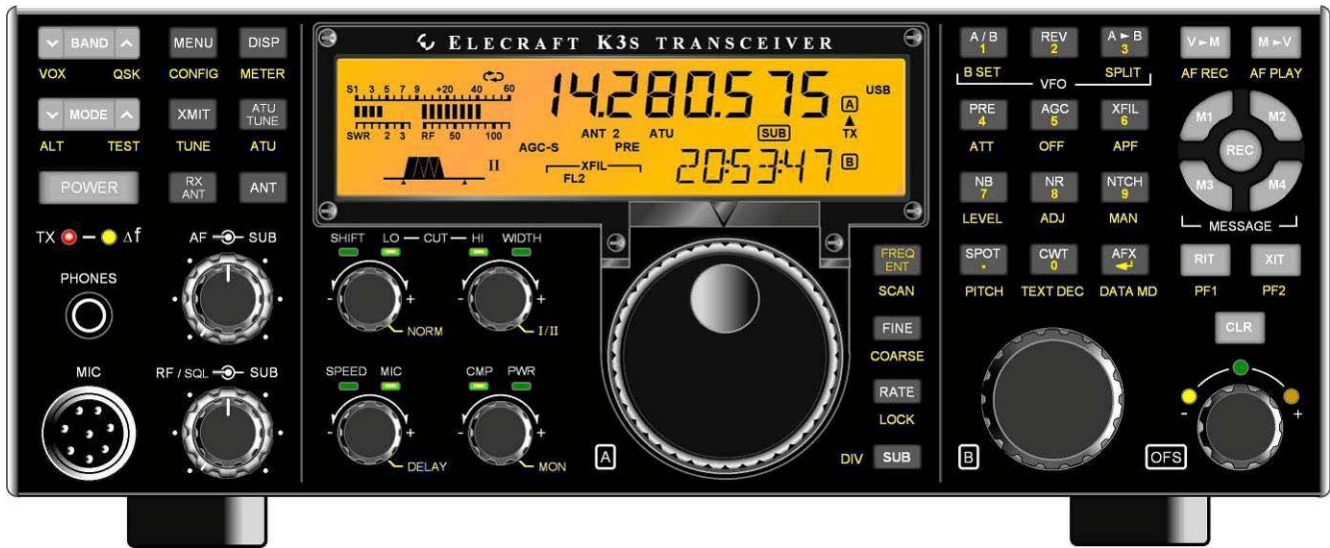 BAND MENU DISP
VOX QSK CONFIG METER
MODE XMIT ATU TUNE
ALT TEST TUNE ATU
POWER RX ANT ANT
TX Δf
AF SUB
PHONES
RF / SQL SUB
MIC
ELECRAFT K3S TRANSCEIVER
S1 3 5 7 9 +20 40 60
SWR 2 3 RF 50 100
14.280.575 USB
A
TX
ANT 2 ATU SUB
AGC-S PRE
XFIL
FL2
II
20:53:47 B
SHIFT LO CUT HI WIDTH
- + - +
NORM I/II
SPEED MIC CMP PWR
- + - +
DELAY MON
A
FREQ ENT
SCAN
FINE
COARSE
RATE
LOCK
DIV SUB
A / B 1 REV 2 A ► B 3
B SET VFO SPLIT
PRE 4 AGC 5 XFIL 6
ATT OFF APF
NB 7 NR 8 NTCH 9
LEVEL ADJ MAN
SPOT . CWT 0 AFX
PITCH TEXT DEC DATA MD
B
V►M M►V
AF REC AF PLAY
M1 M2
REC
M3 M4
MESSAGE
RIT XIT
PF1 PF2
CLR
- +
OFS